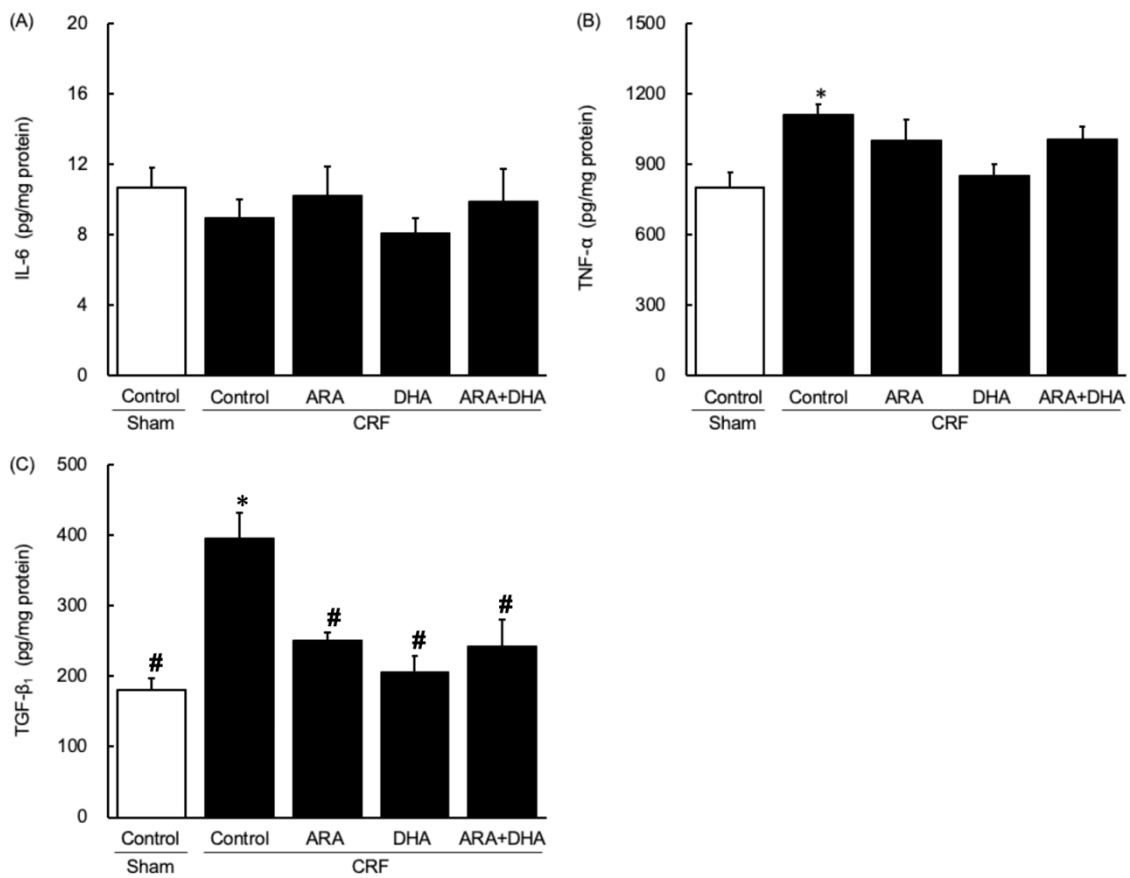 (A)
20
16
12
8
4
0
IL-6 (pg/mg protein)
Control Control ARA DHA ARA+DHA
Sham CRF
(B)
1500
1200
900
600
300
0
TNF-α (pg/mg protein)
*
Control Control ARA DHA ARA+DHA
Sham CRF
(C)
500
400
300
200
100
0
TGF-β₁ (pg/mg protein)
*
# # # #
Control Control ARA DHA ARA+DHA
Sham CRF